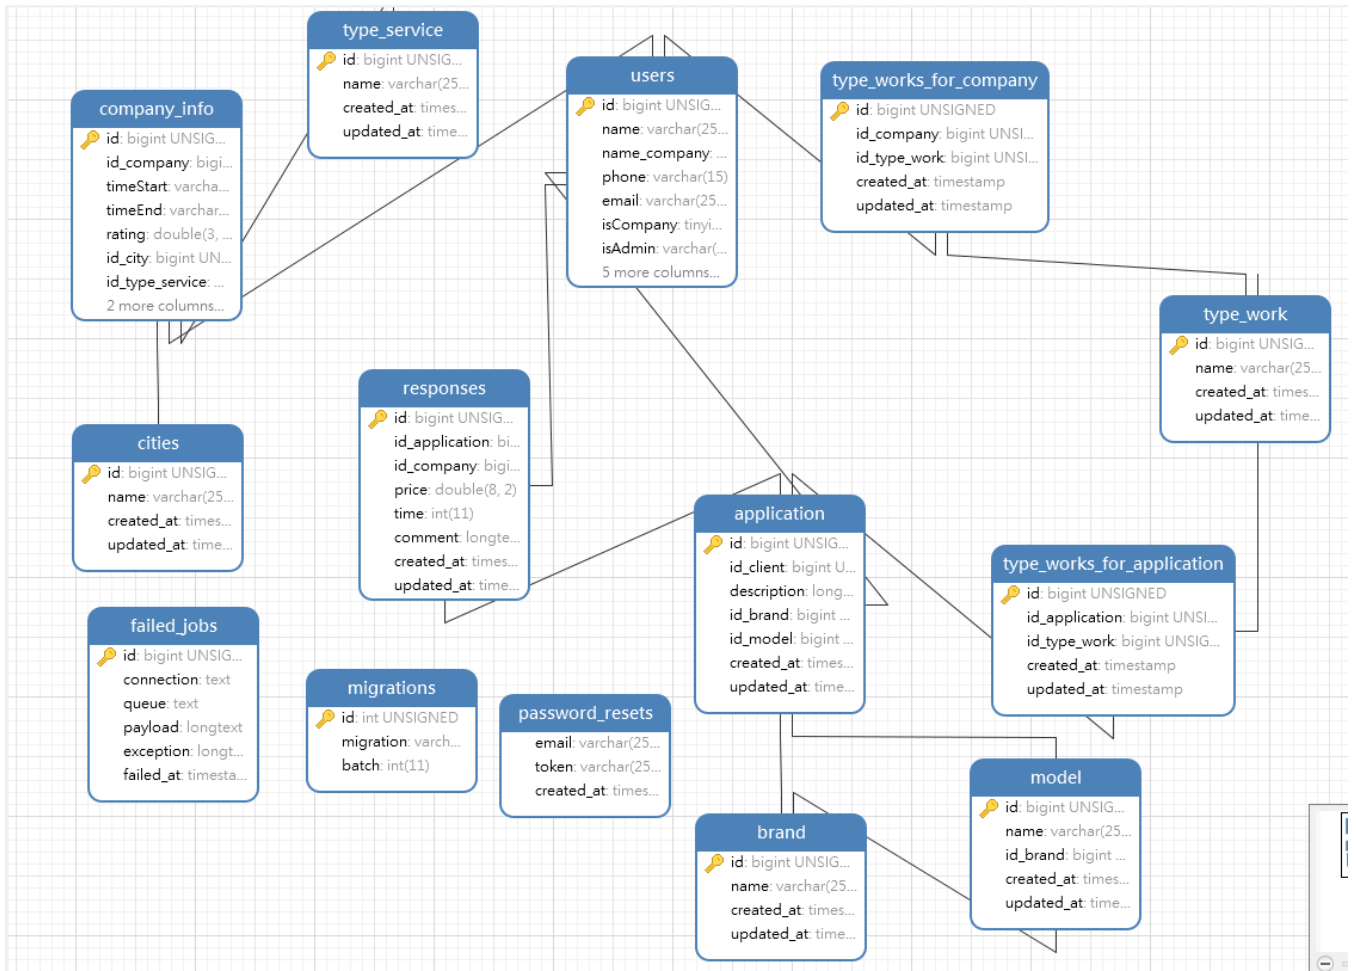 type_service
id: bigint UNSIG...
name: varchar(25...
created_at: times...
updated_at: time...
users
id: bigint UNSIG...
name: varchar(25...
name_company: ...
phone: varchar(15)
email: varchar(25...
isCompany: tinyi...
isAdmin: varchar(...
5 more columns...
type_works_for_company
id: bigint UNSIGNED
id_company: bigint UNSI...
id_type_work: bigint UNSI...
created_at: timestamp
updated_at: timestamp
company_info
id: bigint UNSIG...
id_company: bigi...
timeStart: varcha...
timeEnd: varchar...
rating: double(3, ...
id_city: bigint UN...
id_type_service: ...
2 more columns...
type_work
id: bigint UNSIG...
name: varchar(25...
created_at: times...
updated_at: time...
responses
id: bigint UNSIG...
id_application: bi...
id_company: bigi...
price: double(8, 2)
time: int(11)
comment: longte...
created_at: times...
updated_at: time...
cities
id: bigint UNSIG...
name: varchar(25...
created_at: times...
updated_at: time...
application
id: bigint UNSIG...
id_client: bigint U...
description: long...
id_brand: bigint ...
id_model: bigint ...
created_at: times...
updated_at: time...
type_works_for_application
id: bigint UNSIGNED
id_application: bigint UNSI...
id_type_work: bigint UNSIG...
created_at: timestamp
updated_at: timestamp
failed_jobs
id: bigint UNSIG...
connection: text
queue: text
payload: longtext
exception: longt...
failed_at: timesta...
migrations
id: int UNSIGNED
migration: varch...
batch: int(11)
password_resets
email: varchar(25...
token: varchar(25...
created_at: times...
model
id: bigint UNSIG...
name: varchar(25...
id_brand: bigint ...
created_at: times...
updated_at: time...
brand
id: bigint UNSIG...
name: varchar(25...
created_at: times...
updated_at: time...